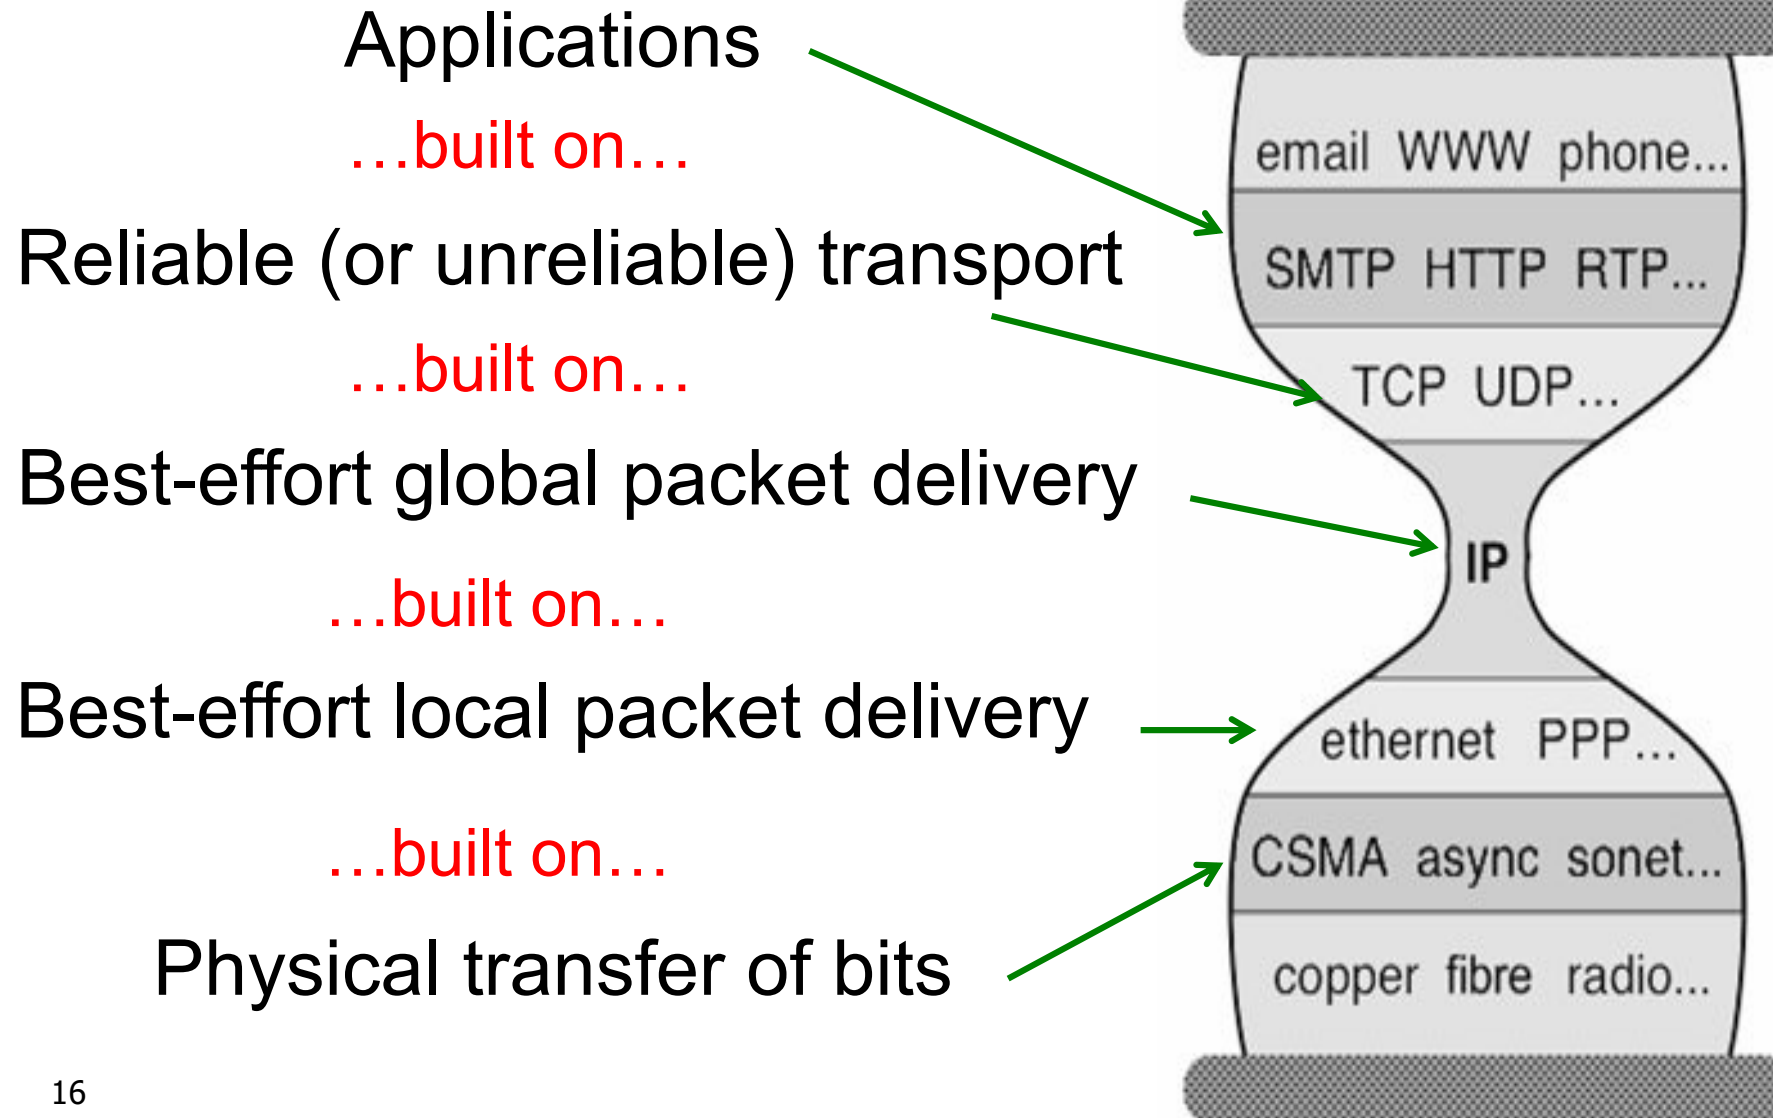 Applications
…built on…
Reliable (or unreliable) transport
…built on…
Best-effort global packet delivery
…built on…
Best-effort local packet delivery
…built on…
Physical transfer of bits
16
email WWW phone...
SMTP HTTP RTP...
TCP UDP…
IP
ethernet PPP…
CSMA async sonet...
copper fibre radio...